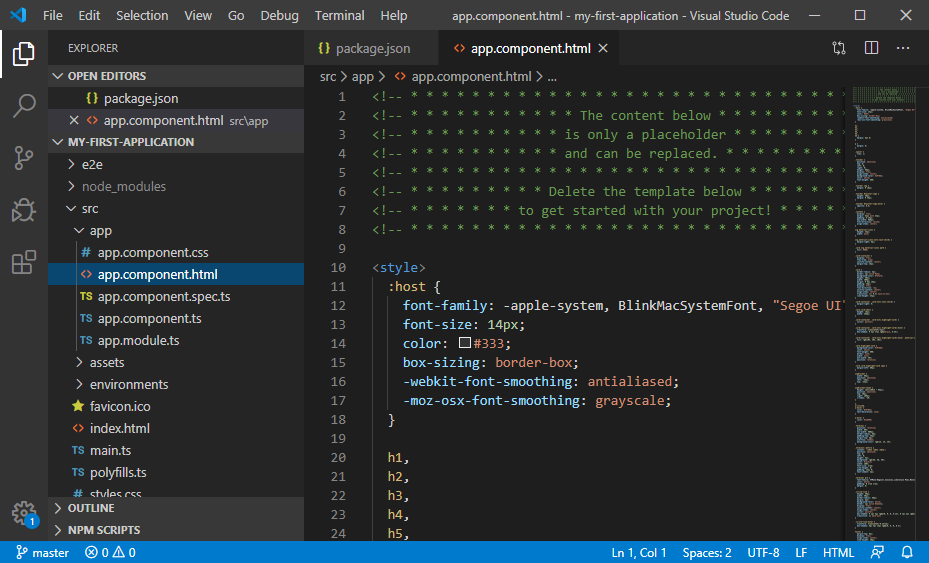 File Edit Selection View Go Debug Terminal Help app.component.html - my-first-application - Visual Studio Code
EXPLORER
OPEN EDITORS
{} package.json
app.component.html src\app
MY-FIRST-APPLICATION
e2e
node_modules
src
app
# app.component.css
<> app.component.html
TS app.component.spec.ts
TS app.component.ts
TS app.module.ts
assets
environments
favicon.ico
<> index.html
TS main.ts
TS polyfills.ts
# styles.css
OUTLINE
NPM SCRIPTS
1
{} package.json
<> app.component.html
src > app > <> app.component.html > ...
1 <!-- * * * * * * * * * * * * * * * * * * * * * * * * * * * *
2 <!-- * * * * * * * * * * * The content below * * * * * * *
3 <!-- * * * * * * * * * * is only a placeholder * * * * * * *
4 <!-- * * * * * * * * * * and can be replaced. * * * * * * * *
5 <!-- * * * * * * * * * * * * * * * * * * * * * * * * * * * *
6 <!-- * * * * * * * * * Delete the template below * * * * * *
7 <!-- * * * * * * * to get started with your project! * * * *
8 <!-- * * * * * * * * * * * * * * * * * * * * * * * * * * * *
9
10 <style>
11 :host {
12 font-family: -apple-system, BlinkMacSystemFont, "Segoe UI"
13 font-size: 14px;
14 color: #333;
15 box-sizing: border-box;
16 -webkit-font-smoothing: antialiased;
17 -moz-osx-font-smoothing: grayscale;
18 }
19
20 h1,
21 h2,
22 h3,
23 h4,
24 h5,
master 0 0 Ln 1, Col 1 Spaces: 2 UTF-8 LF HTML